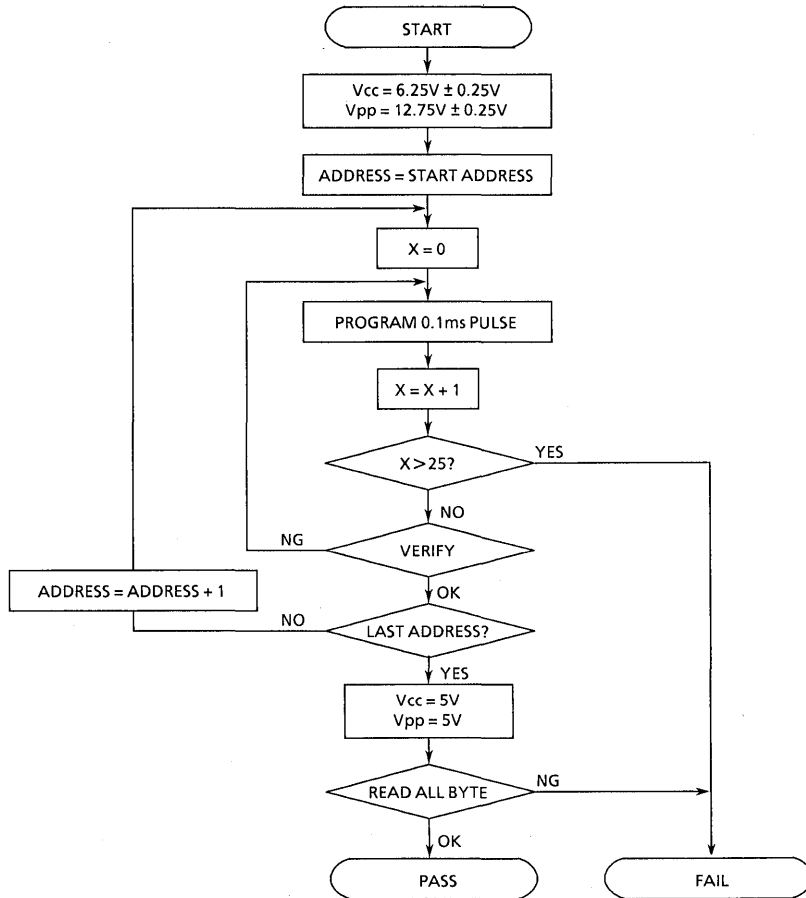 START
Vcc = 6.25V ± 0.25V
Vpp = 12.75V ± 0.25V
ADDRESS = START ADDRESS
X = 0
PROGRAM 0.1ms PULSE
X = X + 1
X > 25?
YES
NO
NG
VERIFY
OK
ADDRESS = ADDRESS + 1
NO
LAST ADDRESS?
YES
Vcc = 5V
Vpp = 5V
READ ALL BYTE
NG
OK
PASS
FAIL